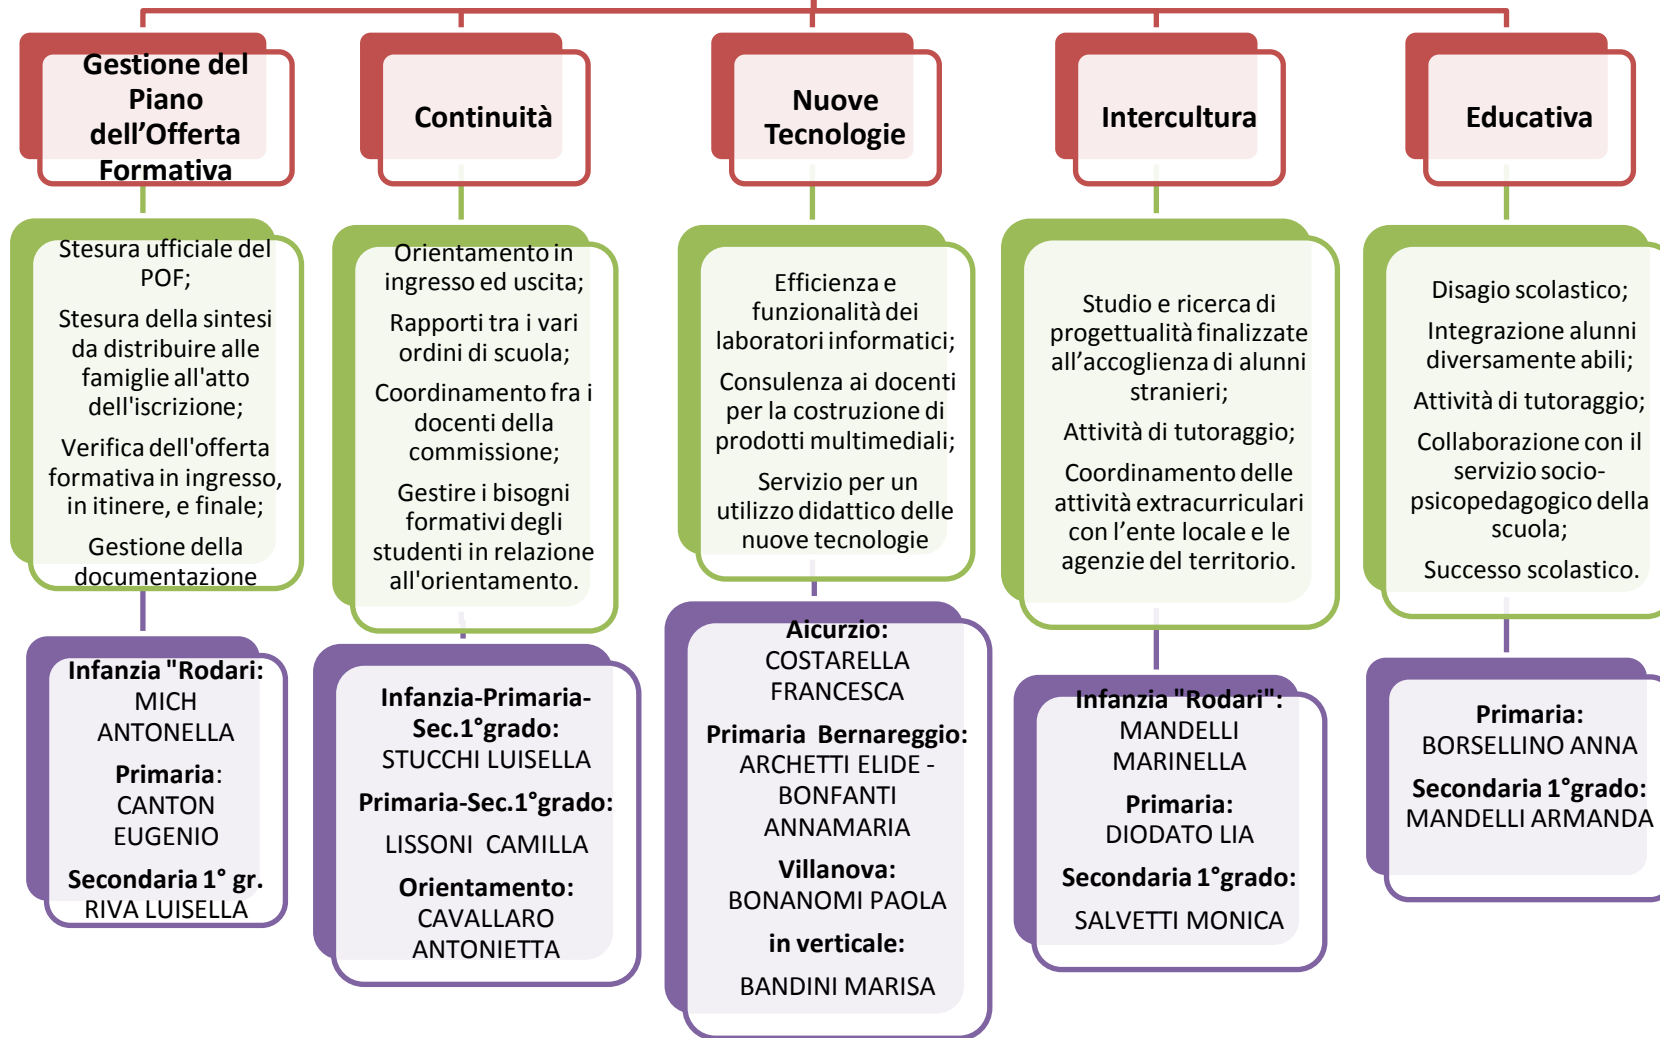 Gestione del
Piano
dell’Offerta
Formativa
Continuità
Nuove
Tecnologie
Intercultura
Educativa
Stesura ufficiale del
POF;
Stesura della sintesi
da distribuire alle
famiglie all'atto
dell'iscrizione;
Verifica dell'offerta
formativa in ingresso,
in itinere, e finale;
Gestione della
documentazione
Orientamento in
ingresso ed uscita;
Rapporti tra i vari
ordini di scuola;
Coordinamento fra i
docenti della
commissione;
Gestire i bisogni
formativi degli
studenti in relazione
all'orientamento.
Efficienza e
funzionalità dei
laboratori informatici;
Consulenza ai docenti
per la costruzione di
prodotti multimediali;
Servizio per un
utilizzo didattico delle
nuove tecnologie
Studio e ricerca di
progettualità finalizzate
all’accoglienza di alunni
stranieri;
Attività di tutoraggio;
Coordinamento delle
attività extracurriculari
con l’ente locale e le
agenzie del territorio.
Disagio scolastico;
Integrazione alunni
diversamente abili;
Attività di tutoraggio;
Collaborazione con il
servizio socio-
psicopedagogico della
scuola;
Successo scolastico.
Infanzia "Rodari:
MICH
ANTONELLA
Primaria:
CANTON
EUGENIO
Secondaria 1° gr.
RIVA LUISELLA
Infanzia-Primaria-
Sec.1°grado:
STUCCHI LUISELLA
Primaria-Sec.1°grado:
LISSONI  CAMILLA
Orientamento:
CAVALLARO
ANTONIETTA
Aicurzio:
COSTARELLA
FRANCESCA
Primaria  Bernareggio:
ARCHETTI ELIDE -
BONFANTI
ANNAMARIA
Villanova:
BONANOMI PAOLA
in verticale:
BANDINI MARISA
Infanzia "Rodari":
MANDELLI
MARINELLA
Primaria:
DIODATO LIA
Secondaria 1°grado:
SALVETTI MONICA
Primaria:
BORSELLINO ANNA
Secondaria 1°grado:
MANDELLI ARMANDA